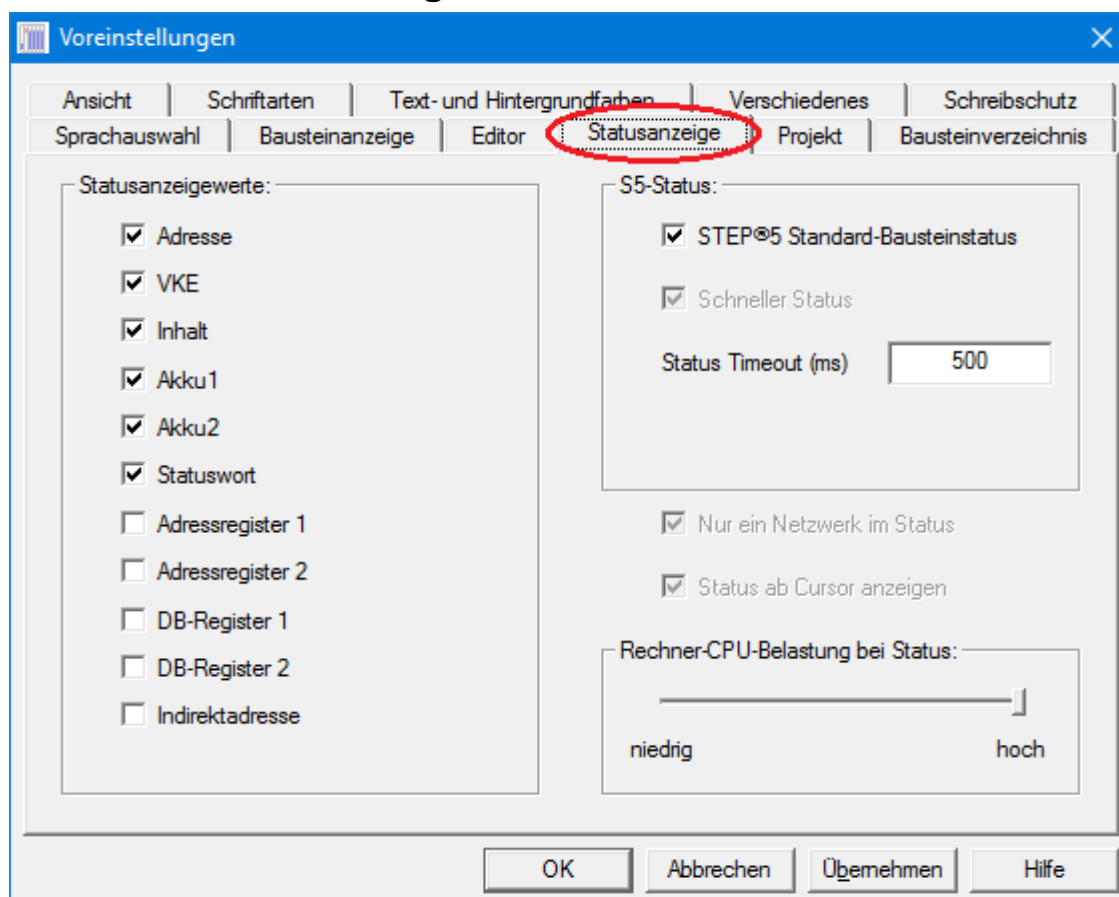 Voreinstellungen
Ansicht Schriftarten Text- und Hintergrundfarben Verschiedenes Schreibschutz
Sprachauswahl Bausteinanzeige Editor Statusanzeige Projekt Bausteinverzeichnis
Statusanzeigewerte:
Adresse
VKE
Inhalt
Akku1
Akku2
Statuswort
Adressregister 1
Adressregister 2
DB-Register 1
DB-Register 2
Indirektadresse
S5-Status:
STEP®5 Standard-Bausteinstatus
Schneller Status
Status Timeout (ms) 500
Nur ein Netzwerk im Status
Status ab Cursor anzeigen
Rechner-CPU-Belastung bei Status:
niedrig hoch
OK Abbrechen Übernehmen Hilfe